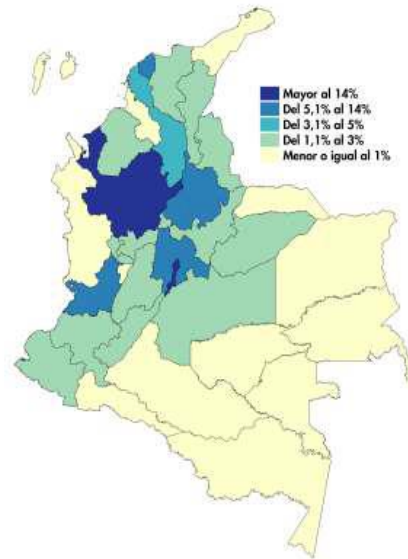 Mayor al 14%
Del 5,1% al 14%
Del 3,1% al 5%
Del 1,1% al 3%
Menor o igual al 1%